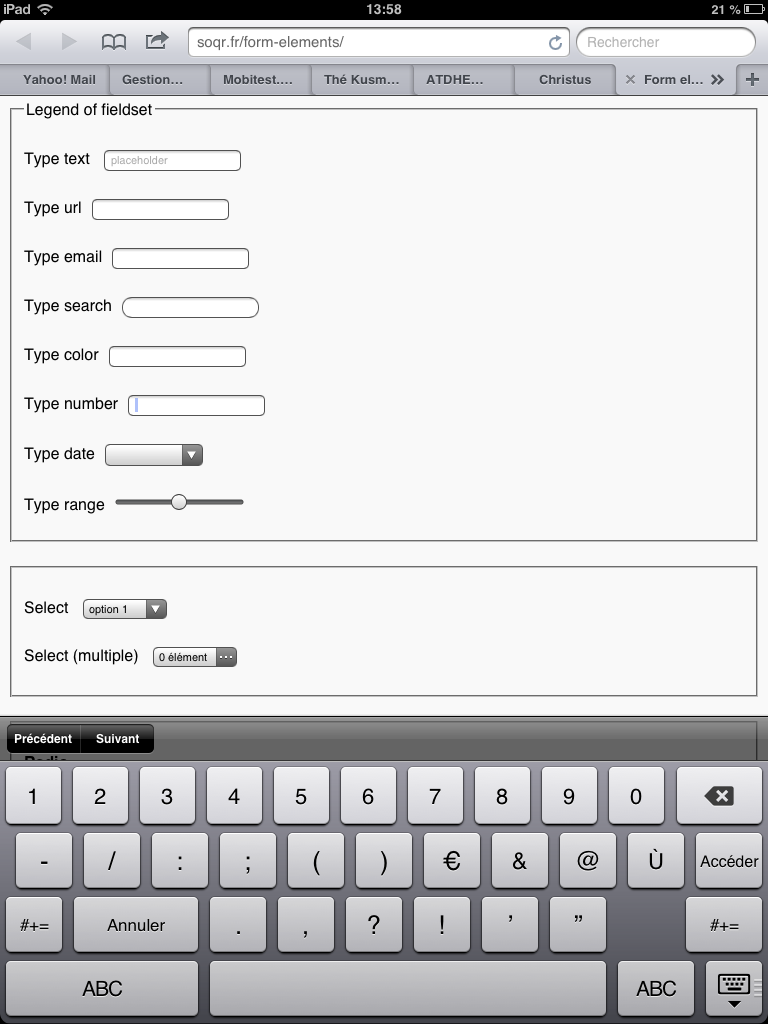 iPad 13:58 21 %
soqr.fr/form-elements/ Rechercher
Yahoo! Mail Gestion… Mobitest.… Thé Kusm… ATDHE… Christus Form el…
Legend of fieldset
Type text placeholder
Type url
Type email
Type search
Type color
Type number
Type date
Type range
Select option 1
Select (multiple) 0 élément
Précédent Suivant
Radio
1 2 3 4 5 6 7 8 9 0
- / : ; ( ) € & @ Ù Accéder
#+= Annuler . , ? ! ’ ” #+=
ABC ABC